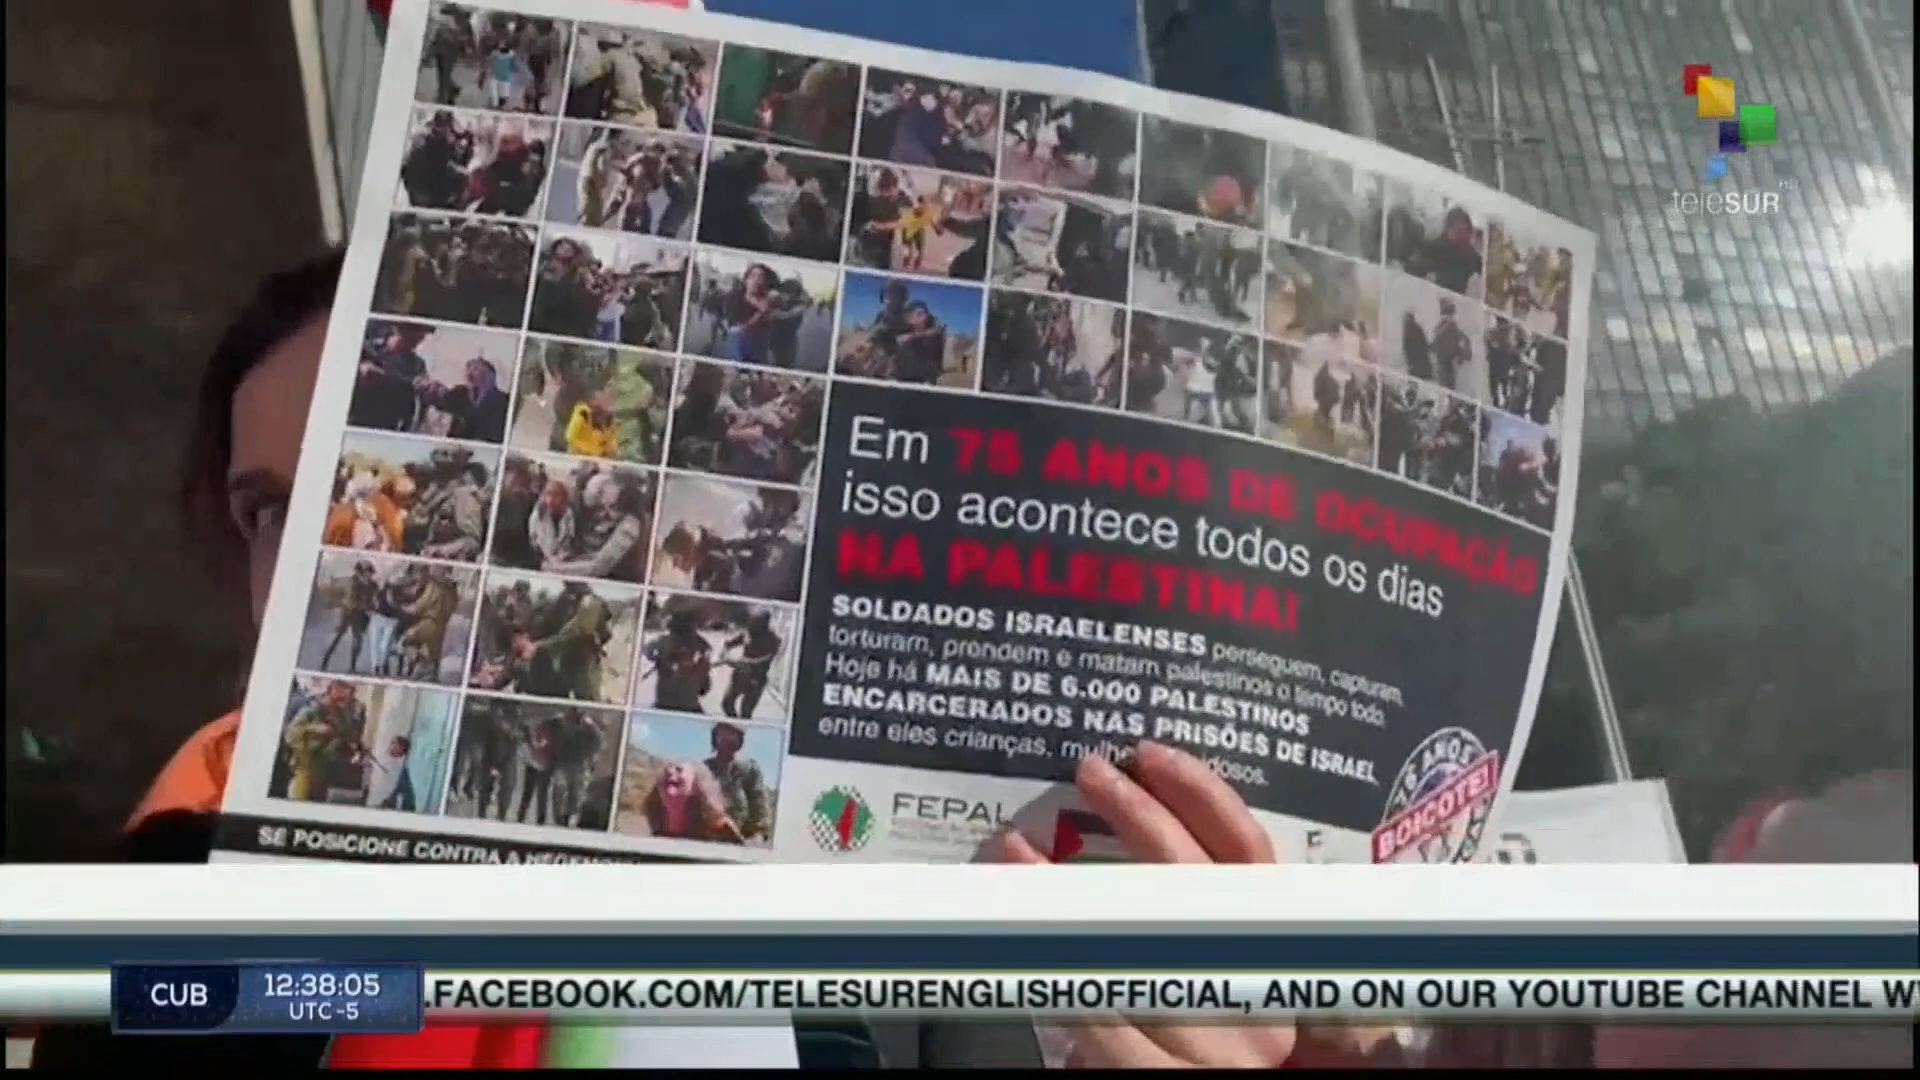 teleSUR HD
Em 75 ANOS DE OCUPAÇÃO
isso acontece todos os dias
NA PALESTINA!
SOLDADOS ISRAELENSES perseguem, capturam,
torturam, prendem e matam palestinos o tempo todo.
Hoje há MAIS DE 6.000 PALESTINOS
ENCARCERADOS NAS PRISÕES DE ISRAEL,
entre eles crianças,
FEPAL
ANOS
BOICOTE!
SE POSICIONE CONTRA A
CUB
12:38:05
UTC-5
.FACEBOOK.COM/TELESURENGLISHOFFICIAL, AND ON OUR YOUTUBE CHANNEL W